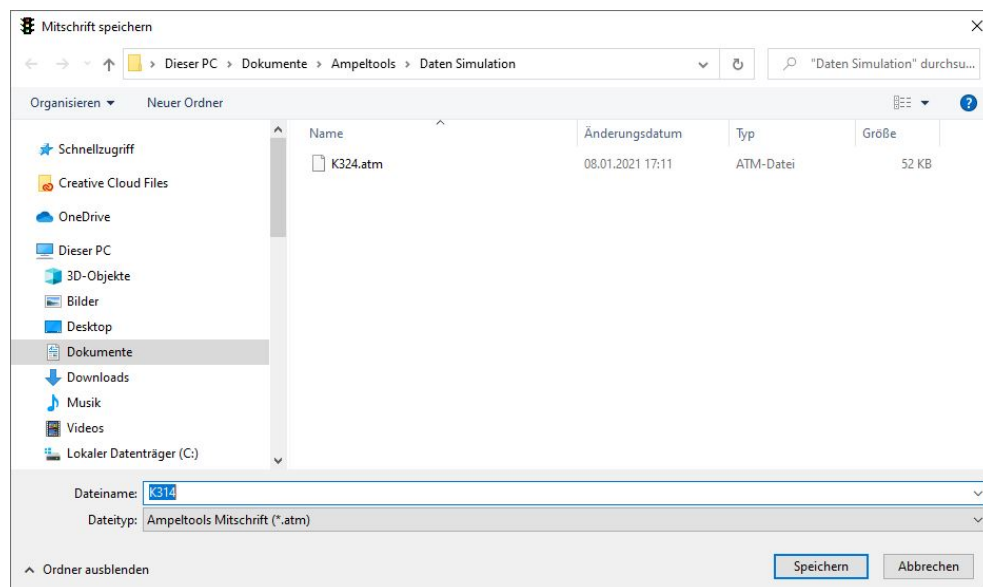 Mitschrift speichern
Dieser PC > Dokumente > Ampeltools > Daten Simulation
"Daten Simulation" durchsu...
Organisieren
Neuer Ordner
Name
Änderungsdatum
Typ
Größe
K324.atm
08.01.2021 17:11
ATM-Datei
52 KB
Schnellzugriff
Creative Cloud Files
OneDrive
Dieser PC
3D-Objekte
Bilder
Desktop
Dokumente
Downloads
Musik
Videos
Lokaler Datenträger (C:)
Dateiname: K314
Dateityp: Ampeltools Mitschrift (*.atm)
Ordner ausblenden
Speichern
Abbrechen